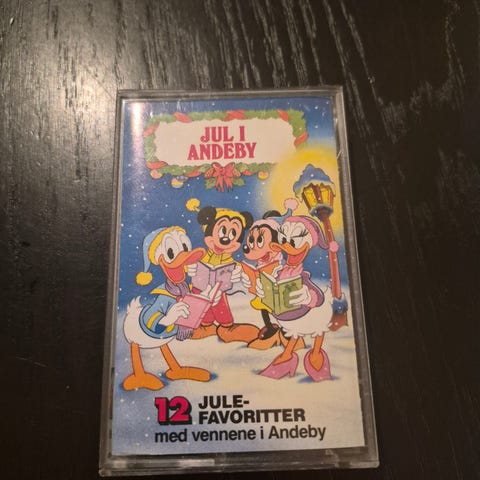 JUL I
ANDEBY
12 JULE-
FAVORITTER
med vennene i Andeby